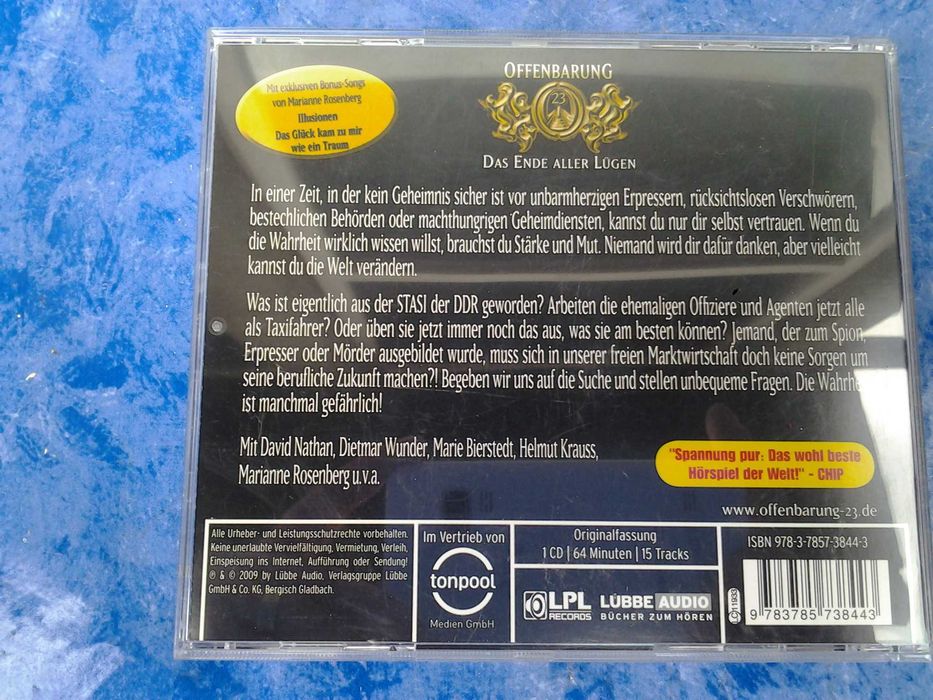 Mit exklusiven Bonus-Songs
von Marianne Rosenberg
Illusionen
Das Glück kam zu mir
wie ein Traum
OFFENBARUNG
23
DAS ENDE ALLER LÜGEN
In einer Zeit, in der kein Geheimnis sicher ist vor unbarmherzigen Erpressern, rücksichtslosen Verschwörern,
bestechlichen Behörden oder machthungrigen Geheimdiensten, kannst du nur dir selbst vertrauen. Wenn du
die Wahrheit wirklich wissen willst, brauchst du Stärke und Mut. Niemand wird dir dafür danken, aber vielleicht
kannst du die Welt verändern.
Was ist eigentlich aus der STASI der DDR geworden? Arbeiten die ehemaligen Offiziere und Agenten jetzt alle
als Taxifahrer? Oder üben sie jetzt immer noch das aus, was sie am besten können? Jemand, der zum Spion,
Erpresser oder Mörder ausgebildet wurde, muss sich in unserer freien Marktwirtschaft doch keine Sorgen um
seine berufliche Zukunft machen?! Begeben wir uns auf die Suche und stellen unbequeme Fragen. Die Wahrhe
ist manchmal gefährlich!
Mit David Nathan, Dietmar Wunder, Marie Bierstedt, Helmut Krauss,
Marianne Rosenberg u.v.a.
"Spannung pur: Das wohl beste
Hörspiel der Welt!" - CHIP
www.offenbarung-23.de
Alle Urheber- und Leistungsschutzrechte vorbehalten.
Keine unerlaubte Vervielfältigung, Vermietung, Verleih,
Einspeisung ins Internet, Aufführung oder Sendung!
℗ & © 2009 by Lübbe Audio, Verlagsgruppe Lübbe
GmbH & Co. KG, Bergisch Gladbach.
Im Vertrieb von
tonpool
Medien GmbH
Originalfassung
1 CD | 64 Minuten | 15 Tracks
LPL
RECORDS
LÜBBE AUDIO
BÜCHER ZUM HÖREN
LC 11933
ISBN 978-3-7857-3844-3
9 783785 738443